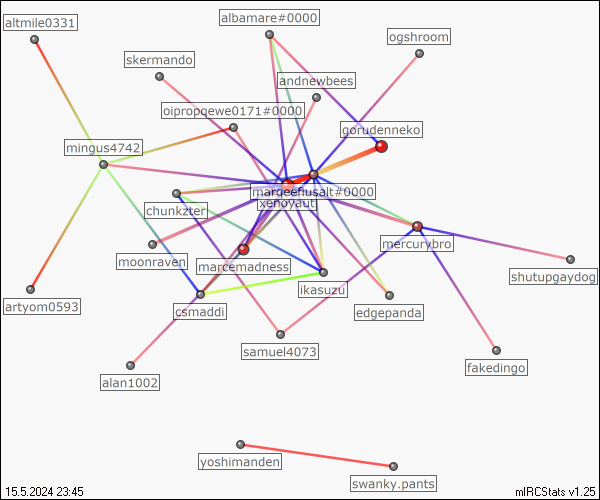 altmile0331
albamare#0000
ogshroom
skermando
andnewbees
oipropqewe0171#0000
gorudenneko
mingus4742
marqeefiusalt#0000
xenoyaut
chunkzter
mercurybro
moonraven
marcemadness
shutupgaydog
ikasuzu
artyom0593
edgepanda
csmaddi
samuel4073
fakedingo
alan1002
yoshimanden
swanky.pants
15.5.2024 23:45
mIRCStats v1.25